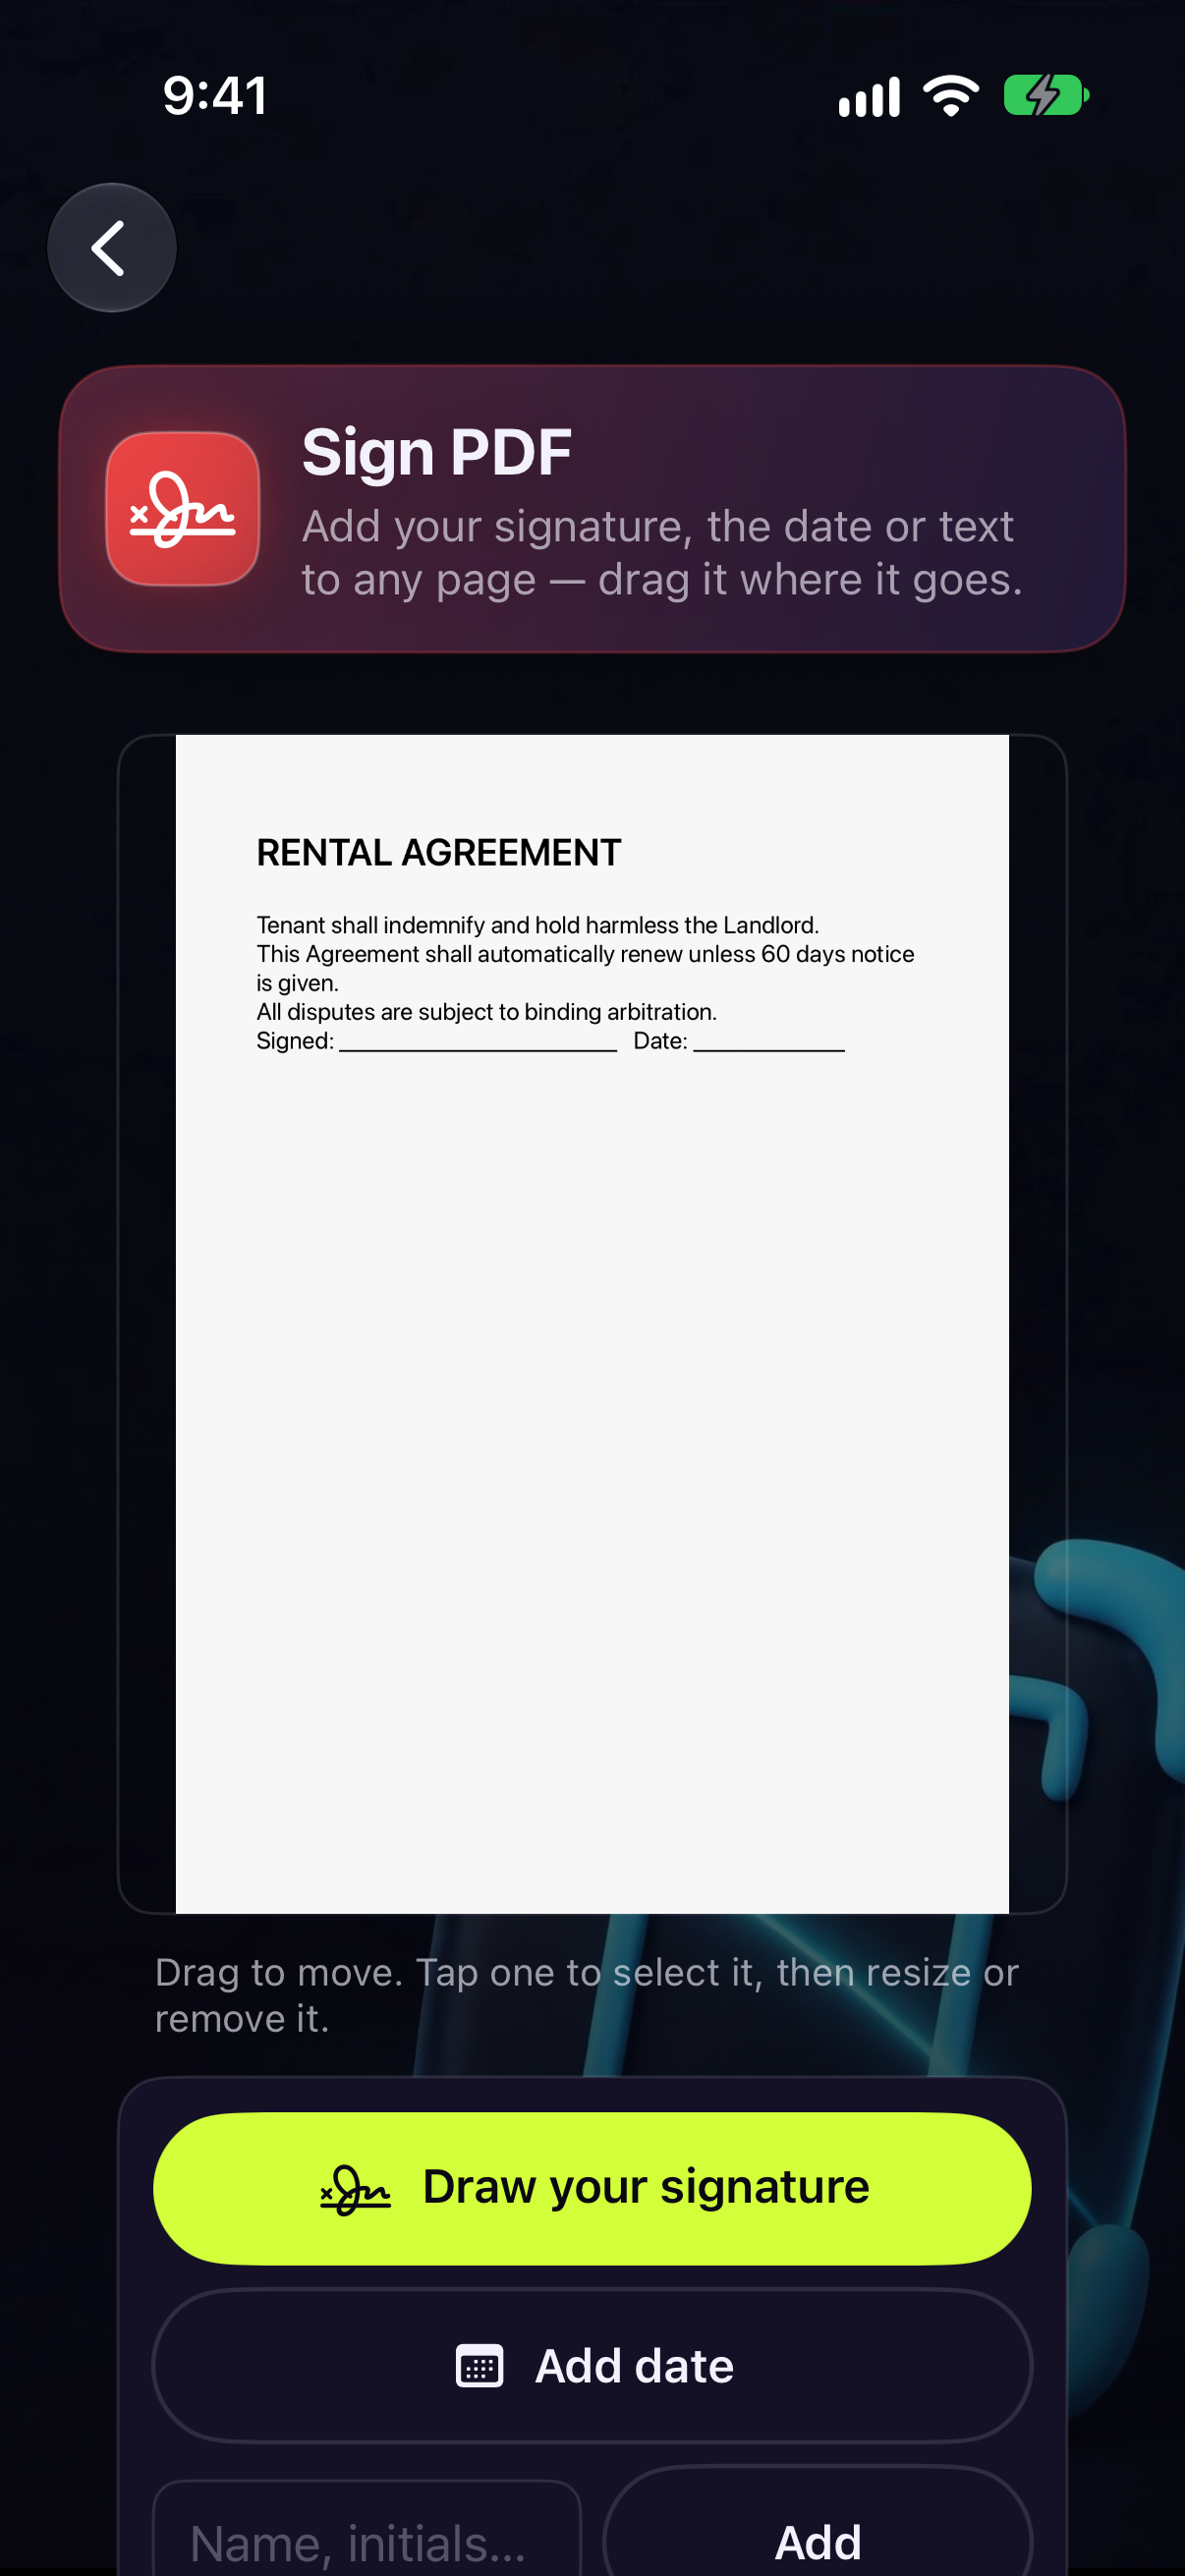 9:41
Sign PDF
Add your signature, the date or text
to any page — drag it where it goes.
RENTAL AGREEMENT
Tenant shall indemnify and hold harmless the Landlord.
This Agreement shall automatically renew unless 60 days notice
is given.
All disputes are subject to binding arbitration.
Signed: ______________________ Date: ____________
Drag to move. Tap one to select it, then resize or
remove it.
Draw your signature
Add date
Name, initials...
Add